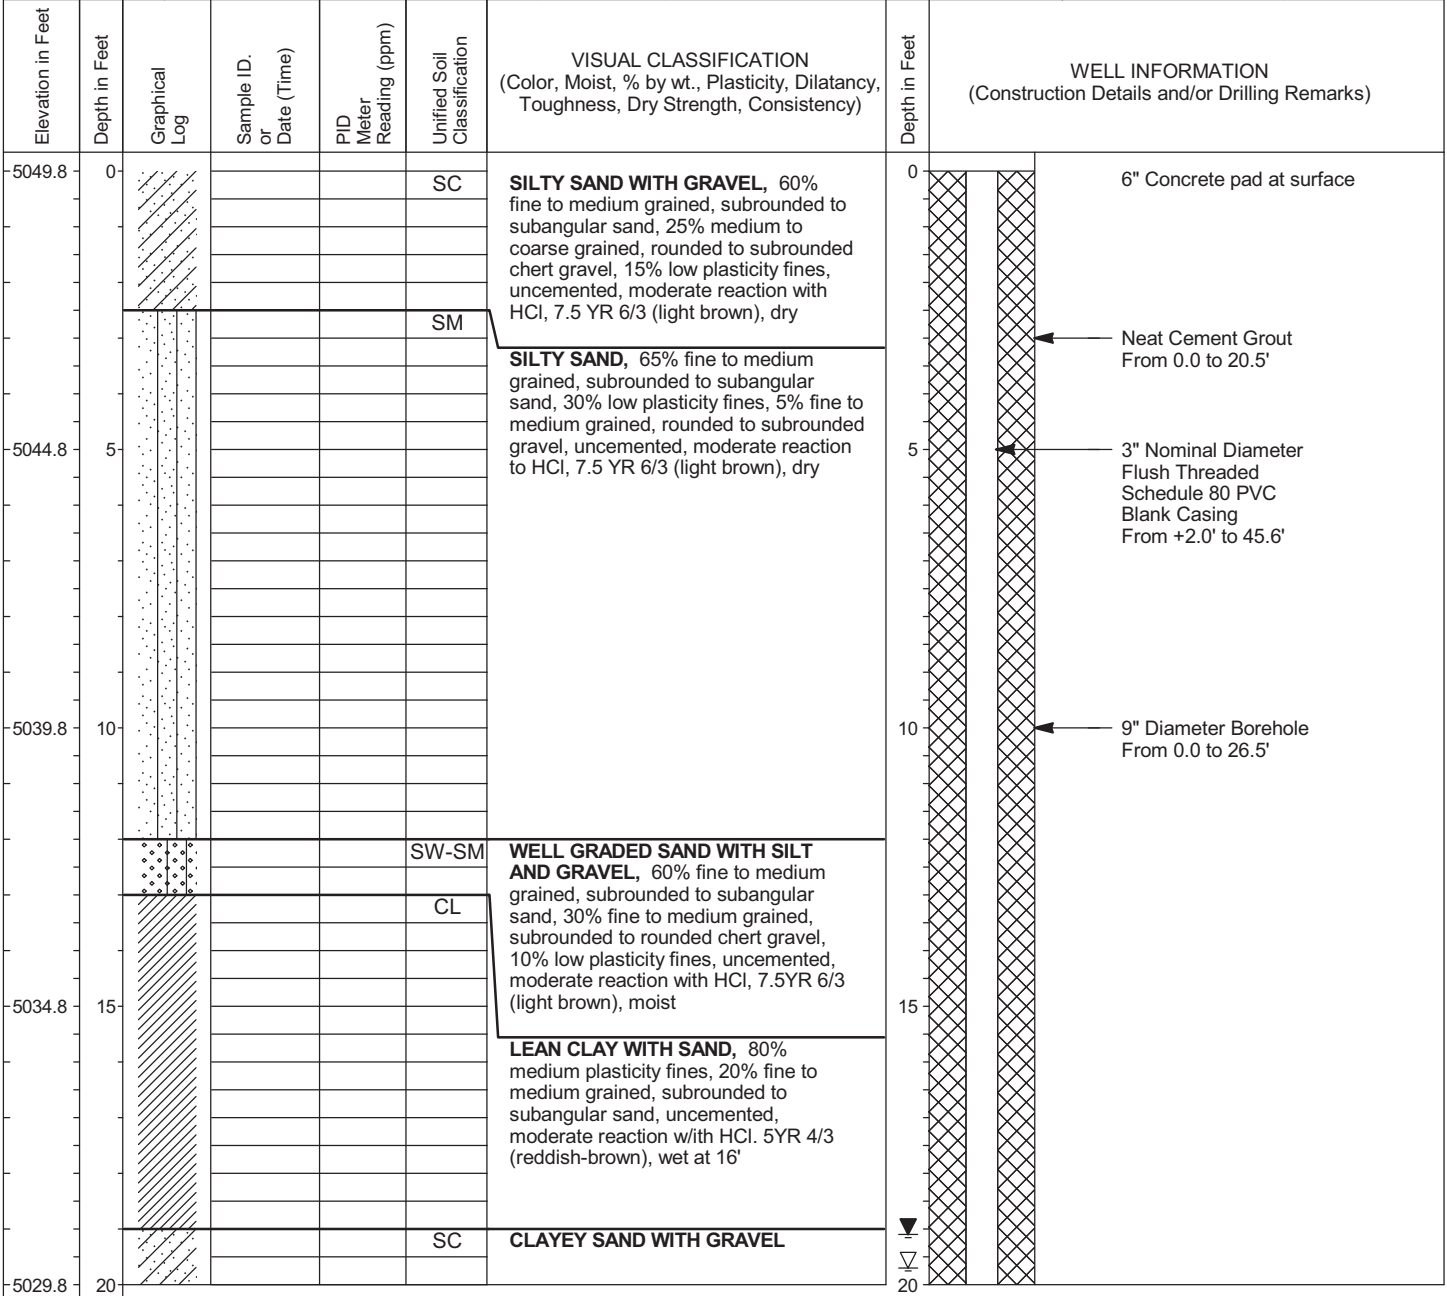 Elevation in Feet
Depth in Feet
Graphical
Log
Sample ID.
or
Date (Time)
PID
Meter
Reading (ppm)
Unified Soil
Classification
VISUAL CLASSIFICATION
(Color, Moist, % by wt., Plasticity, Dilatancy,
Toughness, Dry Strength, Consistency)
Depth in Feet
WELL INFORMATION
(Construction Details and/or Drilling Remarks)
5049.8
0
SC
SILTY SAND WITH GRAVEL, 60%
fine to medium grained, subrounded to
subangular sand, 25% medium to
coarse grained, rounded to subrounded
chert gravel, 15% low plasticity fines,
uncemented, moderate reaction with
HCl, 7.5 YR 6/3 (light brown), dry
0
6" Concrete pad at surface
SM
SILTY SAND, 65% fine to medium
grained, subrounded to subangular
sand, 30% low plasticity fines, 5% fine to
medium grained, rounded to subrounded
gravel, uncemented, moderate reaction
to HCl, 7.5 YR 6/3 (light brown), dry
Neat Cement Grout
From 0.0 to 20.5'
5044.8
5
5
3" Nominal Diameter
Flush Threaded
Schedule 80 PVC
Blank Casing
From +2.0' to 45.6'
5039.8
10
10
9" Diameter Borehole
From 0.0 to 26.5'
SW-SM
WELL GRADED SAND WITH SILT
AND GRAVEL, 60% fine to medium
grained, subrounded to subangular
sand, 30% fine to medium grained,
subrounded to rounded chert gravel,
10% low plasticity fines, uncemented,
moderate reaction with HCl, 7.5YR 6/3
(light brown), moist
CL
5034.8
15
15
LEAN CLAY WITH SAND, 80%
medium plasticity fines, 20% fine to
medium grained, subrounded to
subangular sand, uncemented,
moderate reaction w/ith HCl. 5YR 4/3
(reddish-brown), wet at 16'
SC
CLAYEY SAND WITH GRAVEL
5029.8
20
20